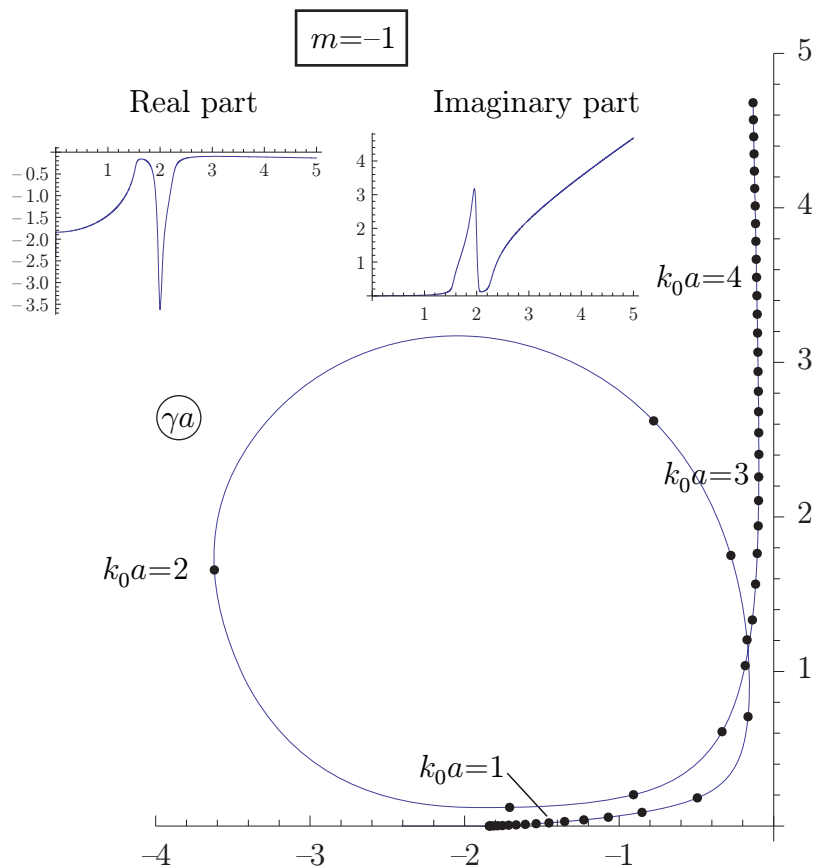 m=–1
Real part
Imaginary part
1 2 3 4 5
–0.5
–1.0
–1.5
–2.0
–2.5
–3.0
–3.5
4
3
2
1
1 2 3 4 5
5
4
3
2
1
k₀a=4
γa
k₀a=3
k₀a=2
k₀a=1
–4 –3 –2 –1